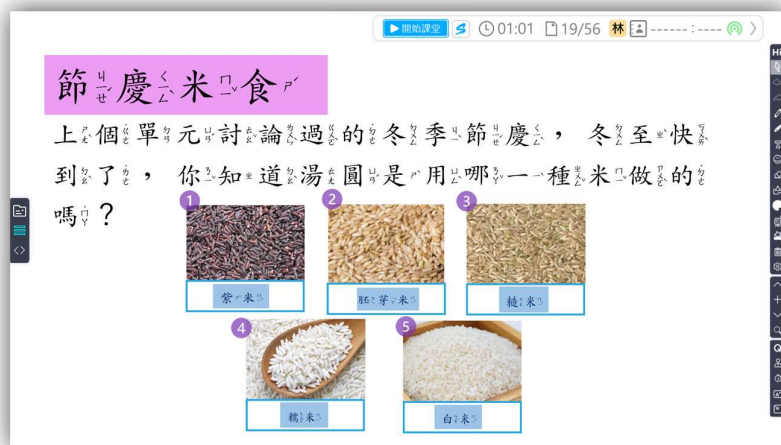 開始課堂 01:01 19/56 林 ------ : ----
節慶米食
上個單元討論過的冬季節慶，冬至快
到了，你知道湯圓是用哪一種米做的
嗎？
1 2 3
紫米 胚芽米 糙米
4 5
糯米 白米
Hi